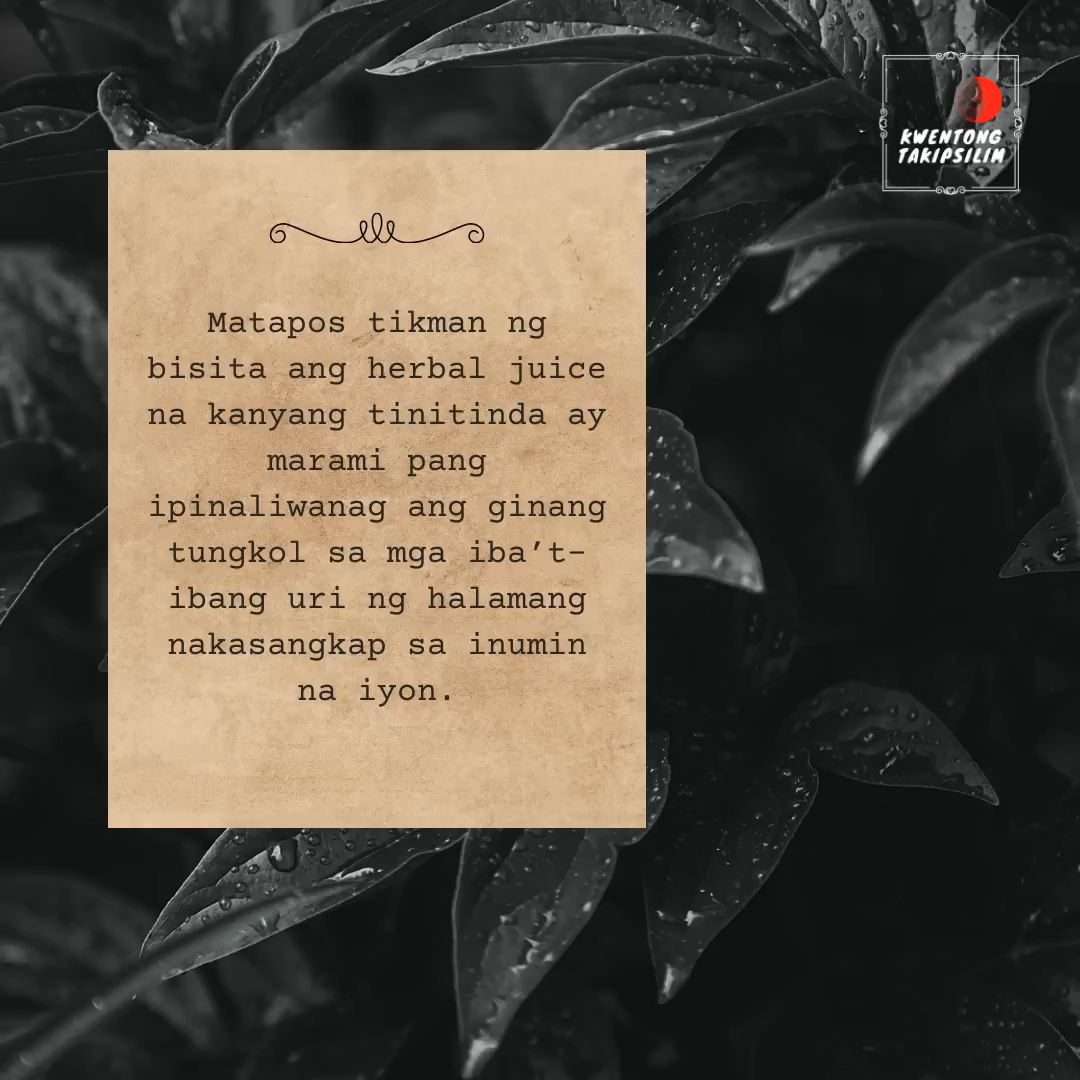 KWENTONG
TAKIPSILIM
Matapos tikman ng
bisita ang herbal juice
na kanyang tinitinda ay
marami pang
ipinaliwanag ang ginang
tungkol sa mga iba’t-
ibang uri ng halamang
nakasangkap sa inumin
na iyon.